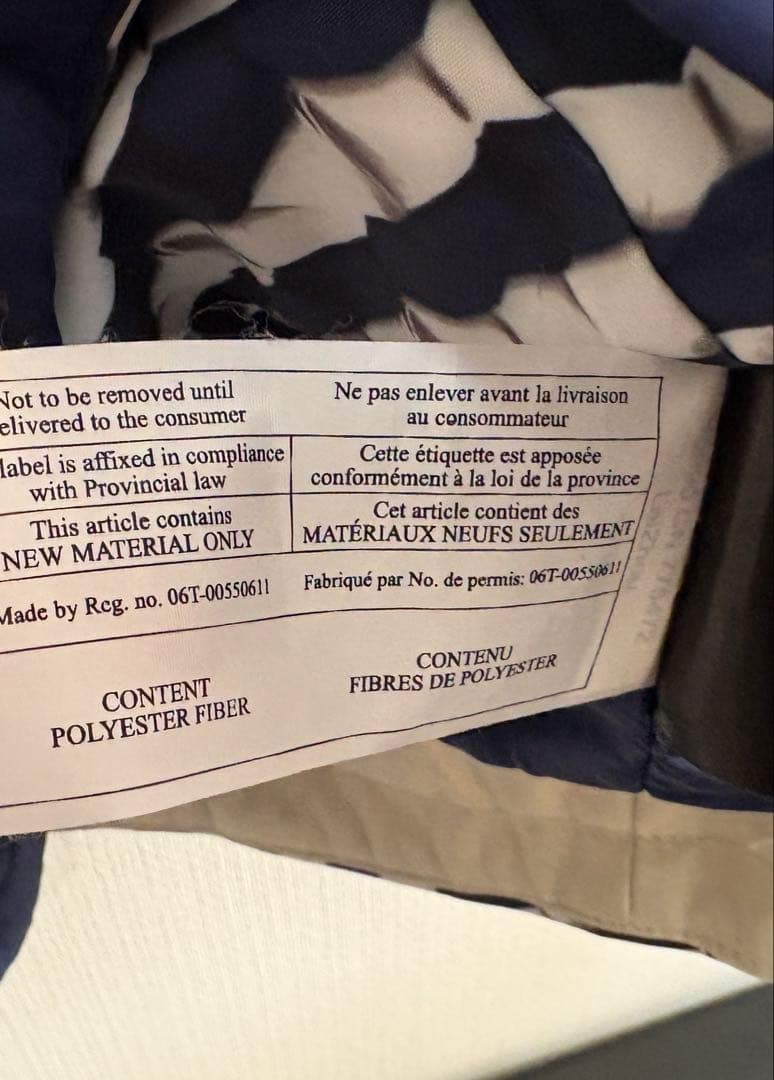 Not to be removed until
elivered to the consumer
Ne pas enlever avant la livraison
au consommateur
label is affixed in compliance
with Provincial law
Cette étiquette est apposée
conformément à la loi de la province
This article contains
NEW MATERIAL ONLY
Cet article contient des
MATÉRIAUX NEUFS SEULEMENT
Made by Reg. no. 06T-00550611
Fabriqué par No. de permis: 06T-00550611
CONTENT
POLYESTER FIBER
CONTENU
FIBRES DE POLYESTER